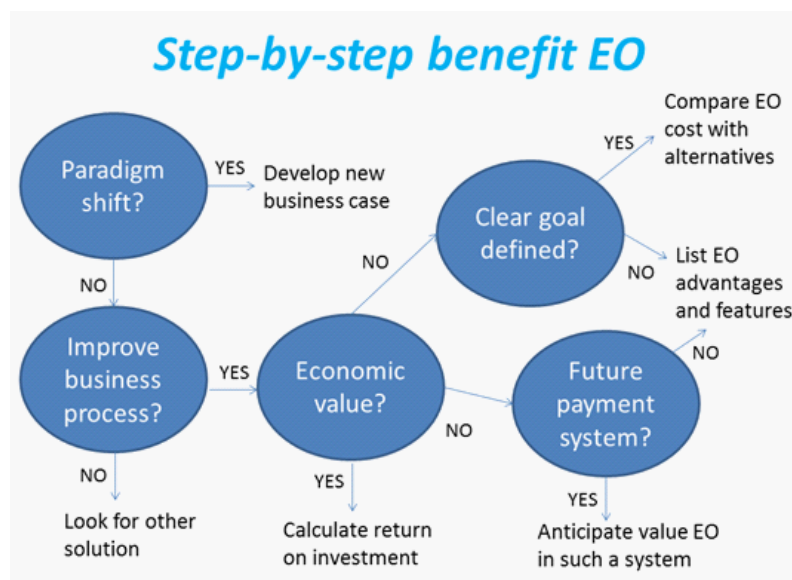 Step-by-step benefit EO
Paradigm
shift?
YES
Develop new
business case
NO
Improve
business
process?
YES
NO
Look for other
solution
Economic
value?
NO
NO
YES
Calculate return
on investment
Clear goal
defined?
YES
Compare EO
cost with
alternatives
NO
List EO
advantages
and features
Future
payment
system?
NO
YES
Anticipate value EO
in such a system